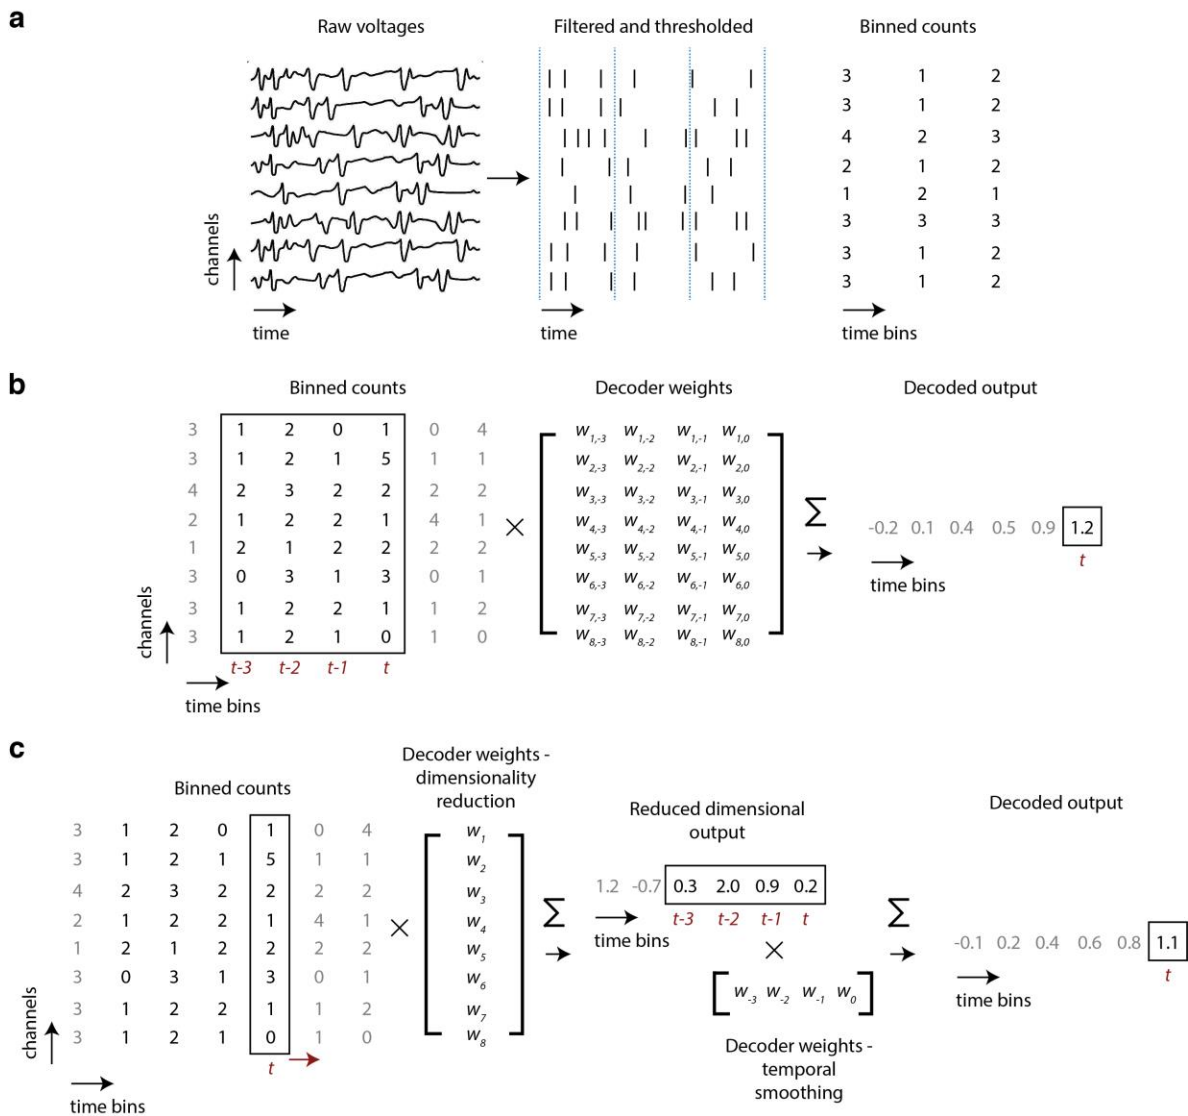 a
Raw voltages Filtered and thresholded Binned counts
3 1 2
3 1 2
4 2 3
2 1 2
1 2 1
3 3 3
3 1 2
3 1 2
channels
time time time bins
b
Binned counts Decoder weights Decoded output
3 1 2 0 1 0 4 w1,-3 w1,-2 w1,-1 w1,0
3 1 2 1 5 1 1 w2,-3 w2,-2 w2,-1 w2,0
4 2 3 2 2 2 2 w3,-3 w3,-2 w3,-1 w3,0
2 1 2 2 1 4 1 × w4,-3 w4,-2 w4,-1 w4,0 Σ -0.2 0.1 0.4 0.5 0.9 1.2
1 2 1 2 2 2 2 w5,-3 w5,-2 w5,-1 w5,0 t
3 0 3 1 3 0 1 w6,-3 w6,-2 w6,-1 w6,0 time bins
3 1 2 2 1 1 2 w7,-3 w7,-2 w7,-1 w7,0
3 1 2 1 0 1 0 w8,-3 w8,-2 w8,-1 w8,0
channels
t-3 t-2 t-1 t
time bins
c
Decoder weights -
dimensionality
reduction
Binned counts
Reduced dimensional
output
Decoded output
3 1 2 0 1 0 4 w1
3 1 2 1 5 1 1 w2
4 2 3 2 2 2 2 w3
2 1 2 2 1 4 1 × w4
1 2 1 2 2 2 2 w5
3 0 3 1 3 0 1 w6
3 1 2 2 1 1 2 w7
3 1 2 1 0 1 0 w8
channels
t
time bins
Σ
1.2 -0.7 0.3 2.0 0.9 0.2
t-3 t-2 t-1 t
time bins
×
w-3 w-2 w-1 w0
Decoder weights -
temporal
smoothing
Σ
-0.1 0.2 0.4 0.6 0.8 1.1
t
time bins